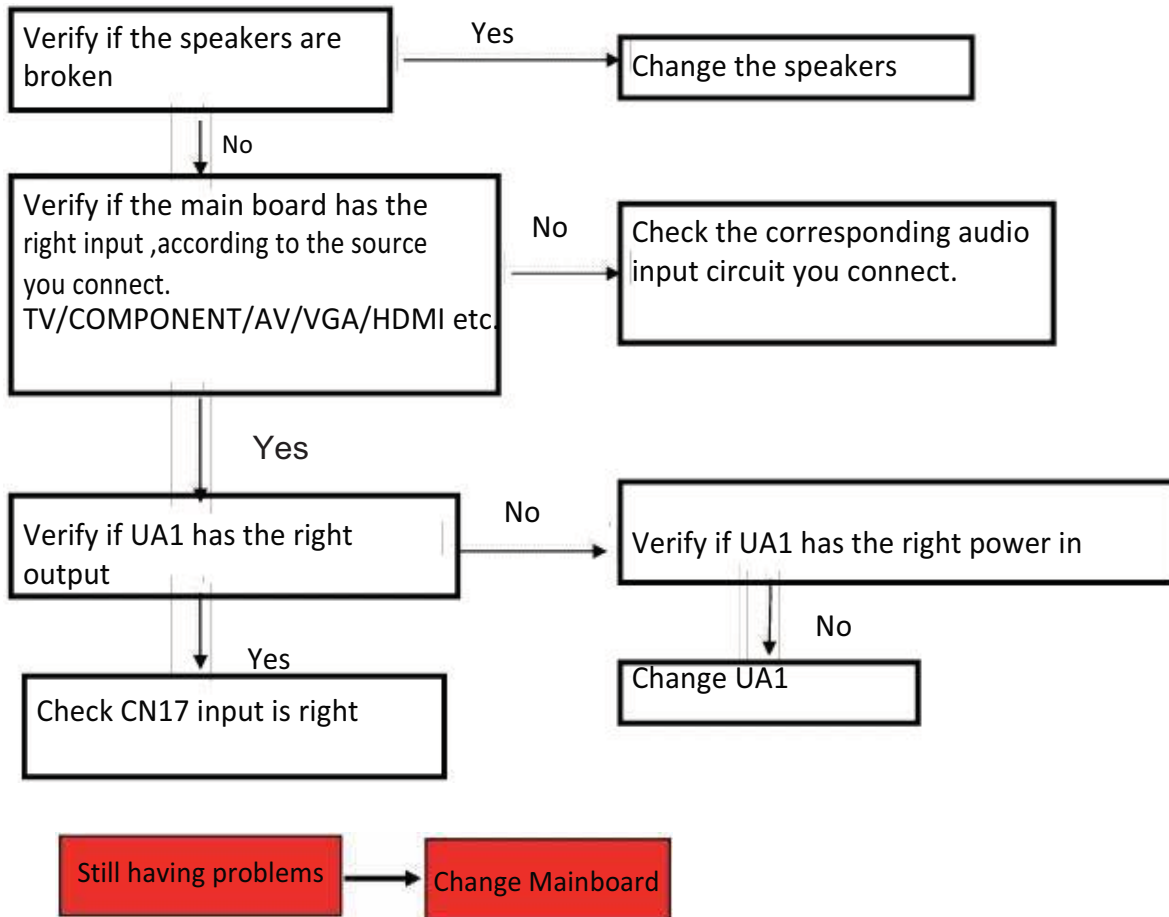 Verify if the speakers are
broken
Yes
Change the speakers
No
Verify if the main board has the
right input ,according to the source
you connect.
TV/COMPONENT/AV/VGA/HDMI etc.
No
Check the corresponding audio
input circuit you connect.
Yes
Verify if UA1 has the right
output
No
Verify if UA1 has the right power in
Yes
No
Check CN17 input is right
Change UA1
Still having problems
Change Mainboard